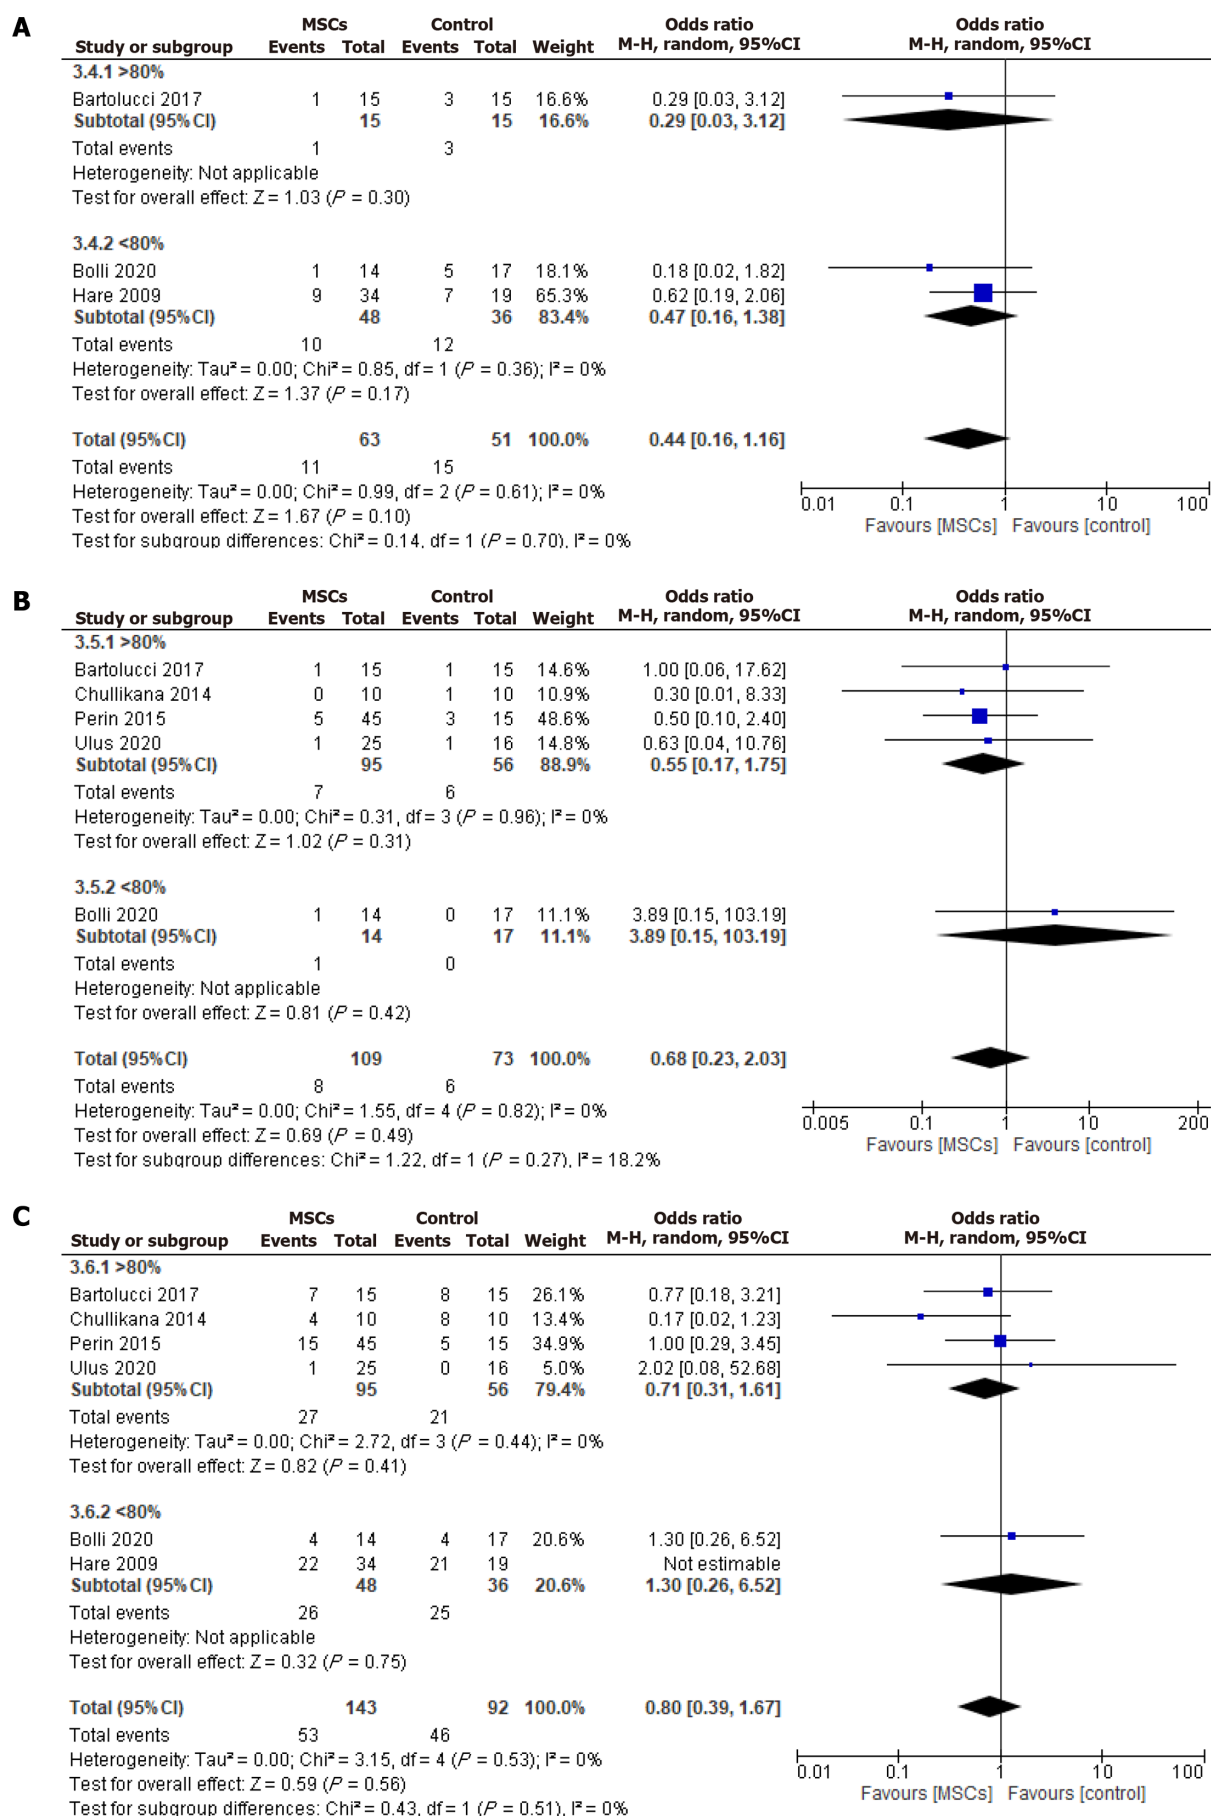 A
MSCs Control Odds ratio Odds ratio
Study or subgroup Events Total Events Total Weight M-H, random, 95%CI M-H, random, 95%CI
3.4.1 >80%
Bartolucci 2017 1 15 3 15 16.6% 0.29 [0.03, 3.12]
Subtotal (95%CI) 15 15 16.6% 0.29 [0.03, 3.12]
Total events 1 3
Heterogeneity: Not applicable
Test for overall effect: Z = 1.03 (P = 0.30)
3.4.2 <80%
Bolli 2020 1 14 5 17 18.1% 0.18 [0.02, 1.82]
Hare 2009 9 34 7 19 65.3% 0.62 [0.19, 2.06]
Subtotal (95%CI) 48 36 83.4% 0.47 [0.16, 1.38]
Total events 10 12
Heterogeneity: Tau² = 0.00; Chi² = 0.85, df = 1 (P = 0.36); I² = 0%
Test for overall effect: Z = 1.37 (P = 0.17)
Total (95%CI) 63 51 100.0% 0.44 [0.16, 1.16]
Total events 11 15
Heterogeneity: Tau² = 0.00; Chi² = 0.99, df = 2 (P = 0.61); I² = 0%
Test for overall effect: Z = 1.67 (P = 0.10)
Test for subgroup differences: Chi² = 0.14, df = 1 (P = 0.70), I² = 0%
0.01 0.1 1 10 100
Favours [MSCs] Favours [control]
B
MSCs Control Odds ratio Odds ratio
Study or subgroup Events Total Events Total Weight M-H, random, 95%CI M-H, random, 95%CI
3.5.1 >80%
Bartolucci 2017 1 15 1 15 14.6% 1.00 [0.06, 17.62]
Chullikana 2014 0 10 1 10 10.9% 0.30 [0.01, 8.33]
Perin 2015 5 45 3 15 48.6% 0.50 [0.10, 2.40]
Ulus 2020 1 25 1 16 14.8% 0.63 [0.04, 10.76]
Subtotal (95%CI) 95 56 88.9% 0.55 [0.17, 1.75]
Total events 7 6
Heterogeneity: Tau² = 0.00; Chi² = 0.31, df = 3 (P = 0.96); I² = 0%
Test for overall effect: Z = 1.02 (P = 0.31)
3.5.2 <80%
Bolli 2020 1 14 0 17 11.1% 3.89 [0.15, 103.19]
Subtotal (95%CI) 14 17 11.1% 3.89 [0.15, 103.19]
Total events 1 0
Heterogeneity: Not applicable
Test for overall effect: Z = 0.81 (P = 0.42)
Total (95%CI) 109 73 100.0% 0.68 [0.23, 2.03]
Total events 8 6
Heterogeneity: Tau² = 0.00; Chi² = 1.55, df = 4 (P = 0.82); I² = 0%
Test for overall effect: Z = 0.69 (P = 0.49)
Test for subgroup differences: Chi² = 1.22, df = 1 (P = 0.27), I² = 18.2%
0.005 0.1 1 10 200
Favours [MSCs] Favours [control]
C
MSCs Control Odds ratio Odds ratio
Study or subgroup Events Total Events Total Weight M-H, random, 95%CI M-H, random, 95%CI
3.6.1 >80%
Bartolucci 2017 7 15 8 15 26.1% 0.77 [0.18, 3.21]
Chullikana 2014 4 10 8 10 13.4% 0.17 [0.02, 1.23]
Perin 2015 15 45 5 15 34.9% 1.00 [0.29, 3.45]
Ulus 2020 1 25 0 16 5.0% 2.02 [0.08, 52.68]
Subtotal (95%CI) 95 56 79.4% 0.71 [0.31, 1.61]
Total events 27 21
Heterogeneity: Tau² = 0.00; Chi² = 2.72, df = 3 (P = 0.44); I² = 0%
Test for overall effect: Z = 0.82 (P = 0.41)
3.6.2 <80%
Bolli 2020 4 14 4 17 20.6% 1.30 [0.26, 6.52]
Hare 2009 22 34 21 19 Not estimable
Subtotal (95%CI) 48 36 20.6% 1.30 [0.26, 6.52]
Total events 26 25
Heterogeneity: Not applicable
Test for overall effect: Z = 0.32 (P = 0.75)
Total (95%CI) 143 92 100.0% 0.80 [0.39, 1.67]
Total events 53 46
Heterogeneity: Tau² = 0.00; Chi² = 3.15, df = 4 (P = 0.53); I² = 0%
Test for overall effect: Z = 0.59 (P = 0.56)
Test for subgroup differences: Chi² = 0.43, df = 1 (P = 0.51), I² = 0%
0.01 0.1 1 10 100
Favours [MSCs] Favours [control]